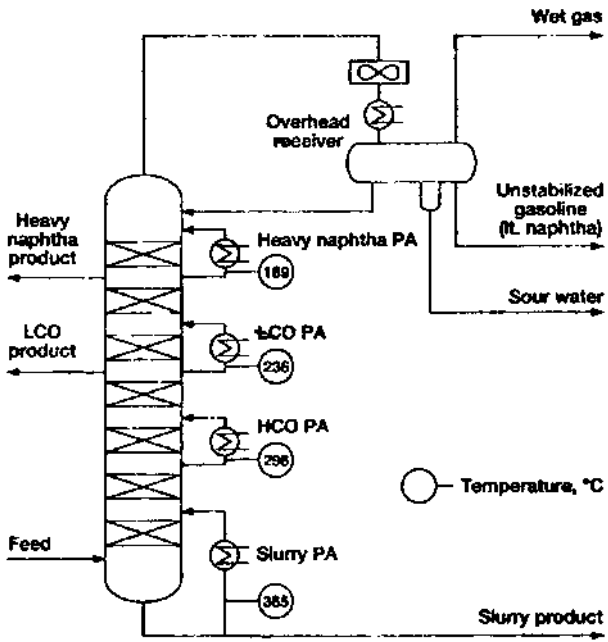 Wet gas
Overhead
receiver
Unstabilized
gasoline
(lt. naphtha)
Heavy
naphtha
product
Heavy naphtha PA
169
Sour water
LCO
product
LCO PA
236
HCO PA
296
Temperature, °C
Feed
Slurry PA
365
Slurry product